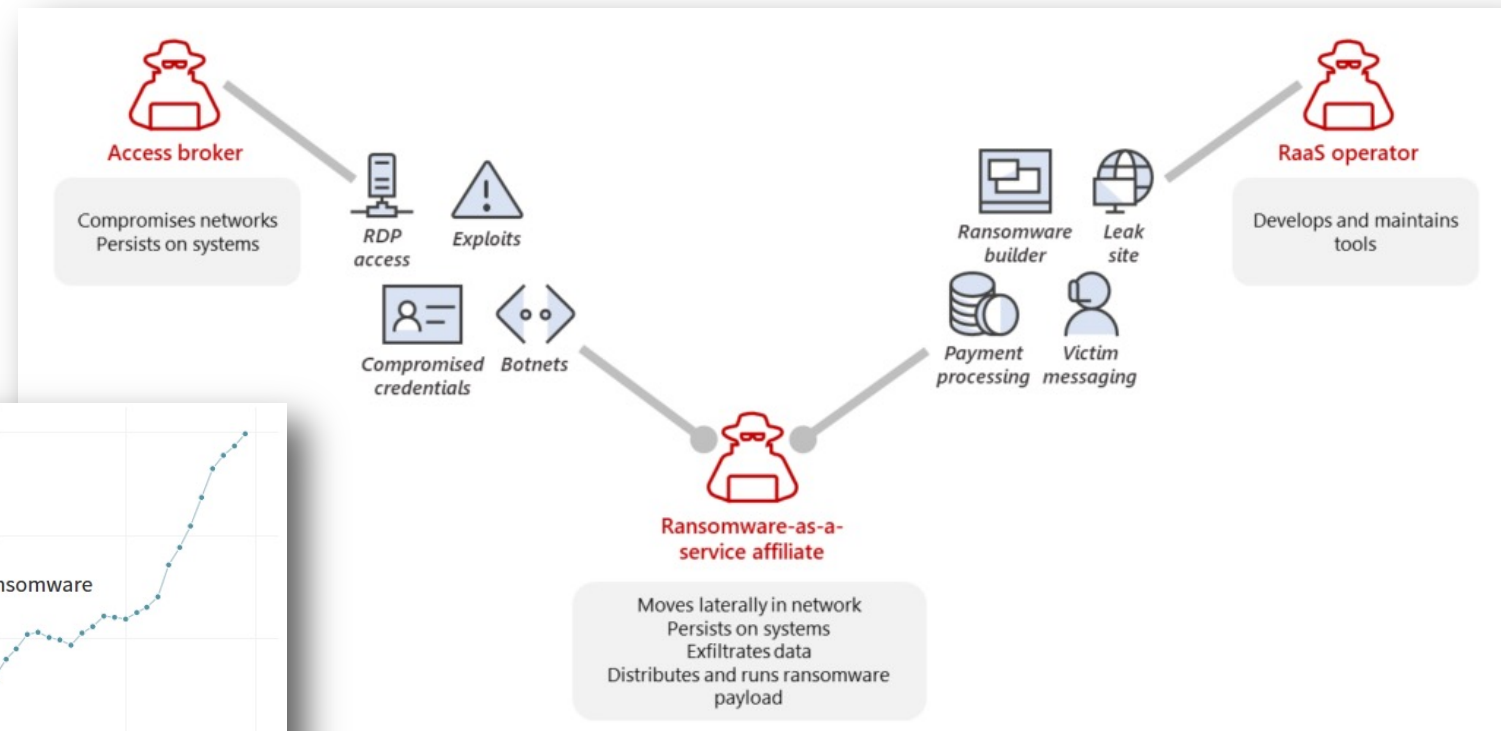 Access broker
Compromises networks
Persists on systems
RDP
access
Exploits
Compromised
credentials
Botnets
RaaS operator
Develops and maintains
tools
Ransomware
builder
Leak
site
Payment
processing
Victim
messaging
Ransomware-as-a-
service affiliate
Moves laterally in network
Persists on systems
Exfiltrates data
Distributes and runs ransomware
payload
nsomware